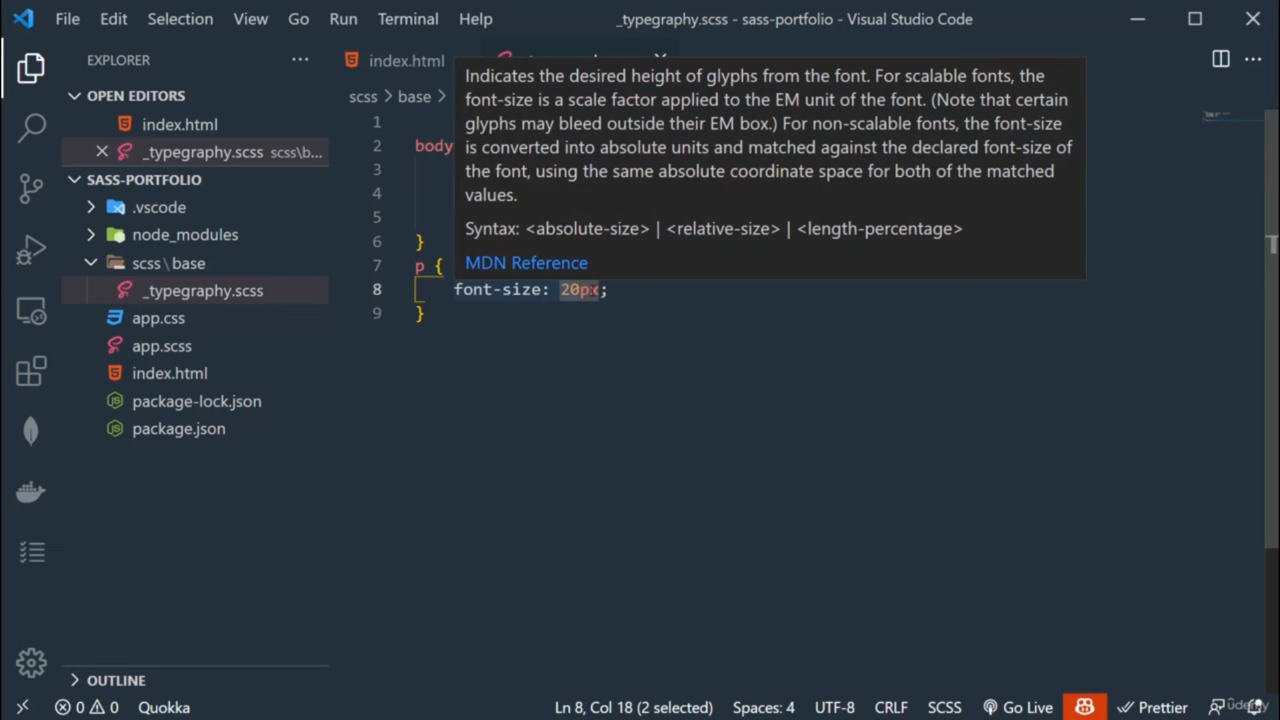 File Edit Selection View Go Run Terminal Help _typegraphy.scss - sass-portfolio - Visual Studio Code
EXPLORER
OPEN EDITORS
index.html
_typegraphy.scss scss\b...
SASS-PORTFOLIO
.vscode
node_modules
scss\base
_typegraphy.scss
app.css
app.scss
index.html
package-lock.json
package.json
OUTLINE
index.html
scss > base >
Indicates the desired height of glyphs from the font. For scalable fonts, the
font-size is a scale factor applied to the EM unit of the font. (Note that certain
glyphs may bleed outside their EM box.) For non-scalable fonts, the font-size
is converted into absolute units and matched against the declared font-size of
the font, using the same absolute coordinate space for both of the matched
values.
Syntax: <absolute-size> | <relative-size> | <length-percentage>
MDN Reference
1
2 body
3
4
5
6 }
7 p {
8 font-size: 20px;
9 }
0 0 Quokka Ln 8, Col 18 (2 selected) Spaces: 4 UTF-8 CRLF SCSS Go Live Prettier
udemy